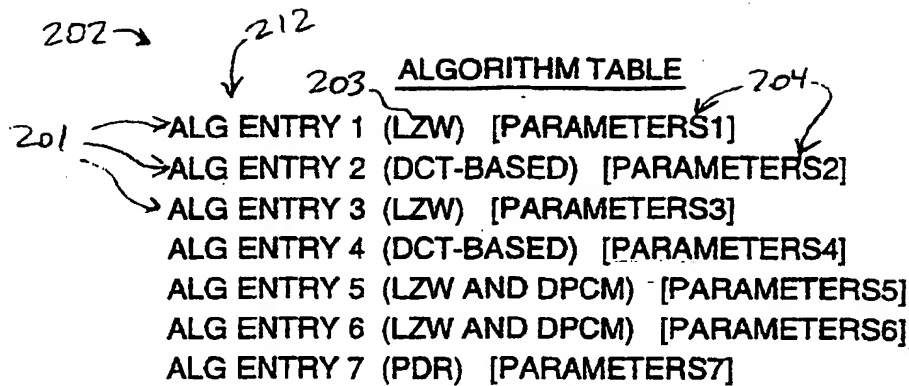 202 212
ALGORITHM TABLE
203 204
201
ALG ENTRY 1 (LZW) [PARAMETERS1]
ALG ENTRY 2 (DCT-BASED) [PARAMETERS2]
ALG ENTRY 3 (LZW) [PARAMETERS3]
ALG ENTRY 4 (DCT-BASED) [PARAMETERS4]
ALG ENTRY 5 (LZW AND DPCM) [PARAMETERS5]
ALG ENTRY 6 (LZW AND DPCM) [PARAMETERS6]
ALG ENTRY 7 (PDR) [PARAMETERS7]